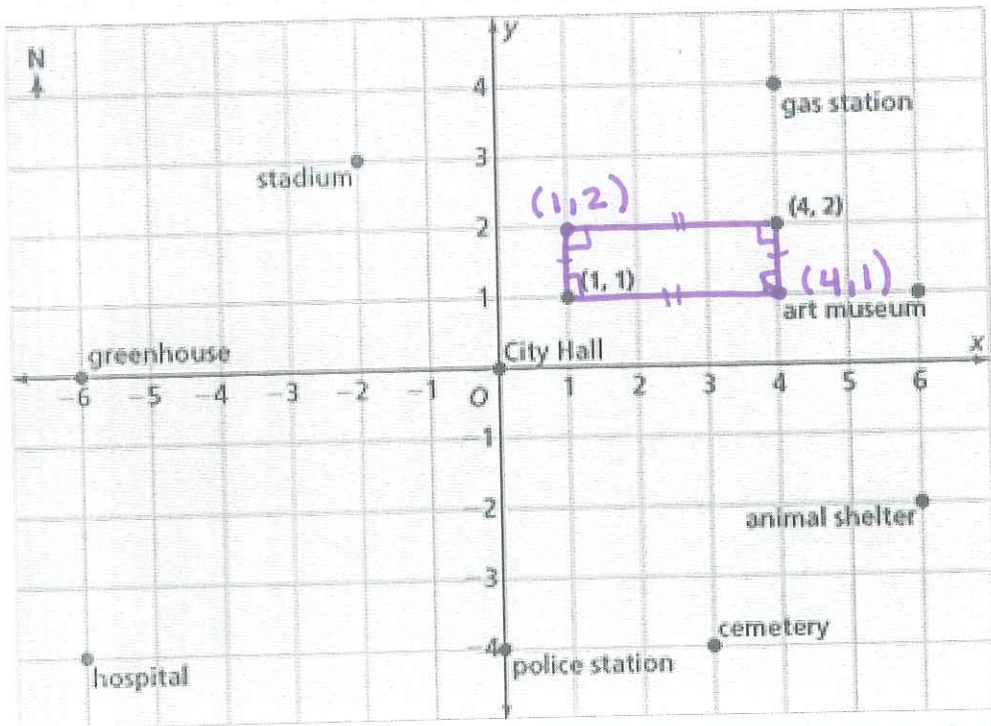 N
y
4
gas station
3
stadium
(1,2)
(4, 2)
2
(1, 1)
(4,1)
1
art museum
greenhouse
City Hall
x
-6 -5 -4 -3 -2 -1 O 1 2 3 4 5 6
-1
-2
animal shelter
-3
cemetery
-4
police station
hospital